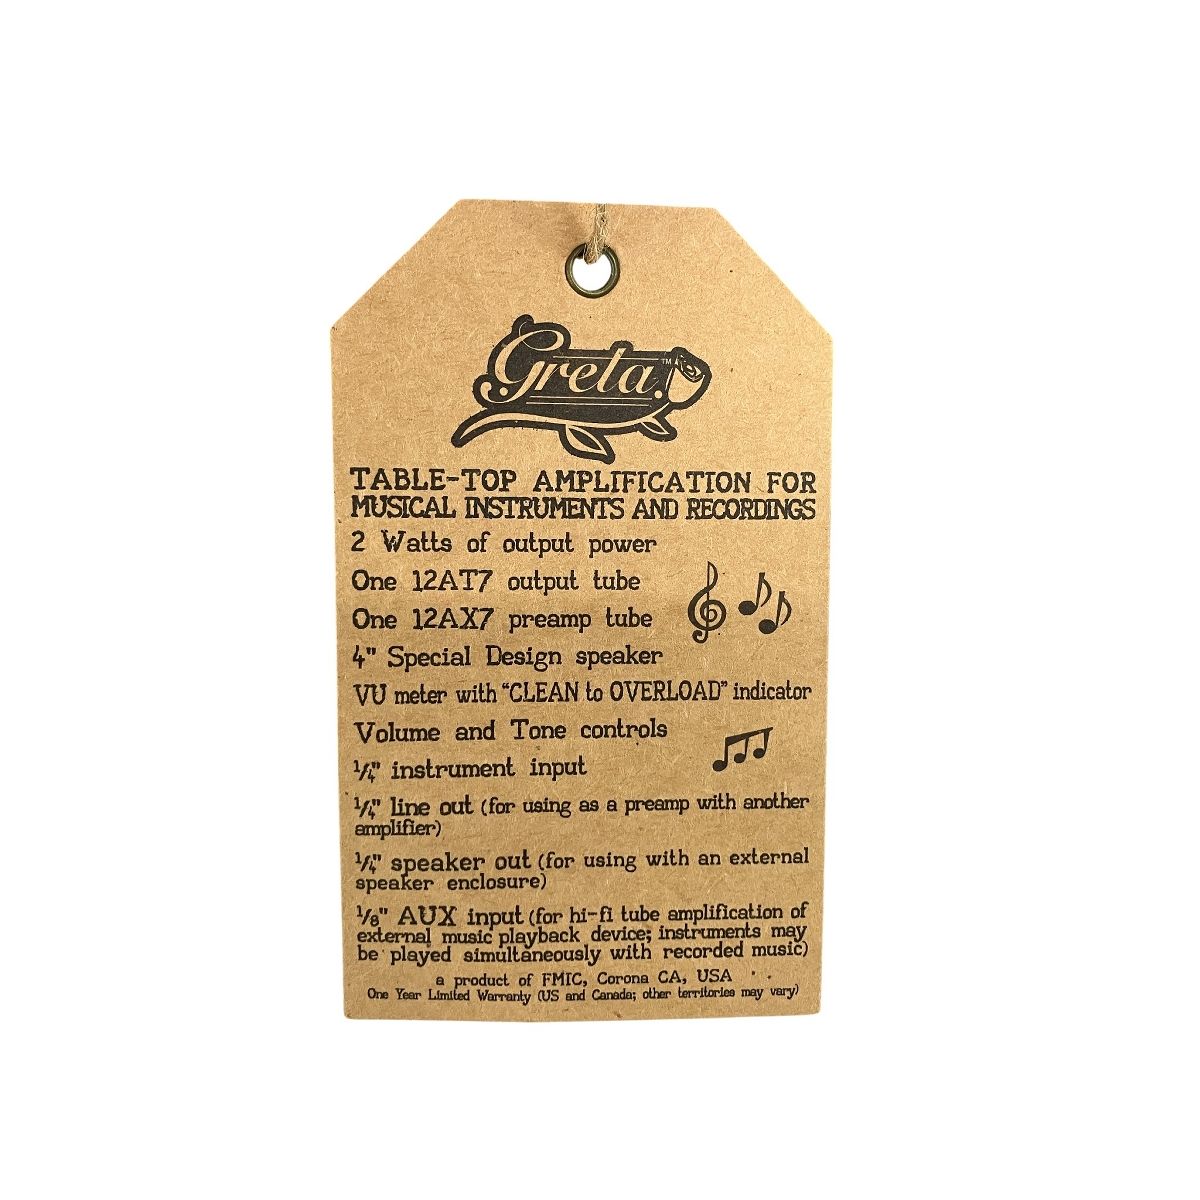 Greta.™
TABLE-TOP AMPLIFICATION FOR
MUSICAL INSTRUMENTS AND RECORDINGS
2 Watts of output power
One 12AT7 output tube
One 12AX7 preamp tube
4" Special Design speaker
VU meter with “CLEAN to OVERLOAD” indicator
Volume and Tone controls
¼" instrument input
¼" line out (for using as a preamp with another
amplifier)
¼" speaker out (for using with an external
speaker enclosure)
⅛" AUX input (for hi-fi tube amplification of
external music playback device; instruments may
be played simultaneously with recorded music)
a product of FMIC, Corona CA, USA
One Year Limited Warranty (US and Canada; other territories may vary)